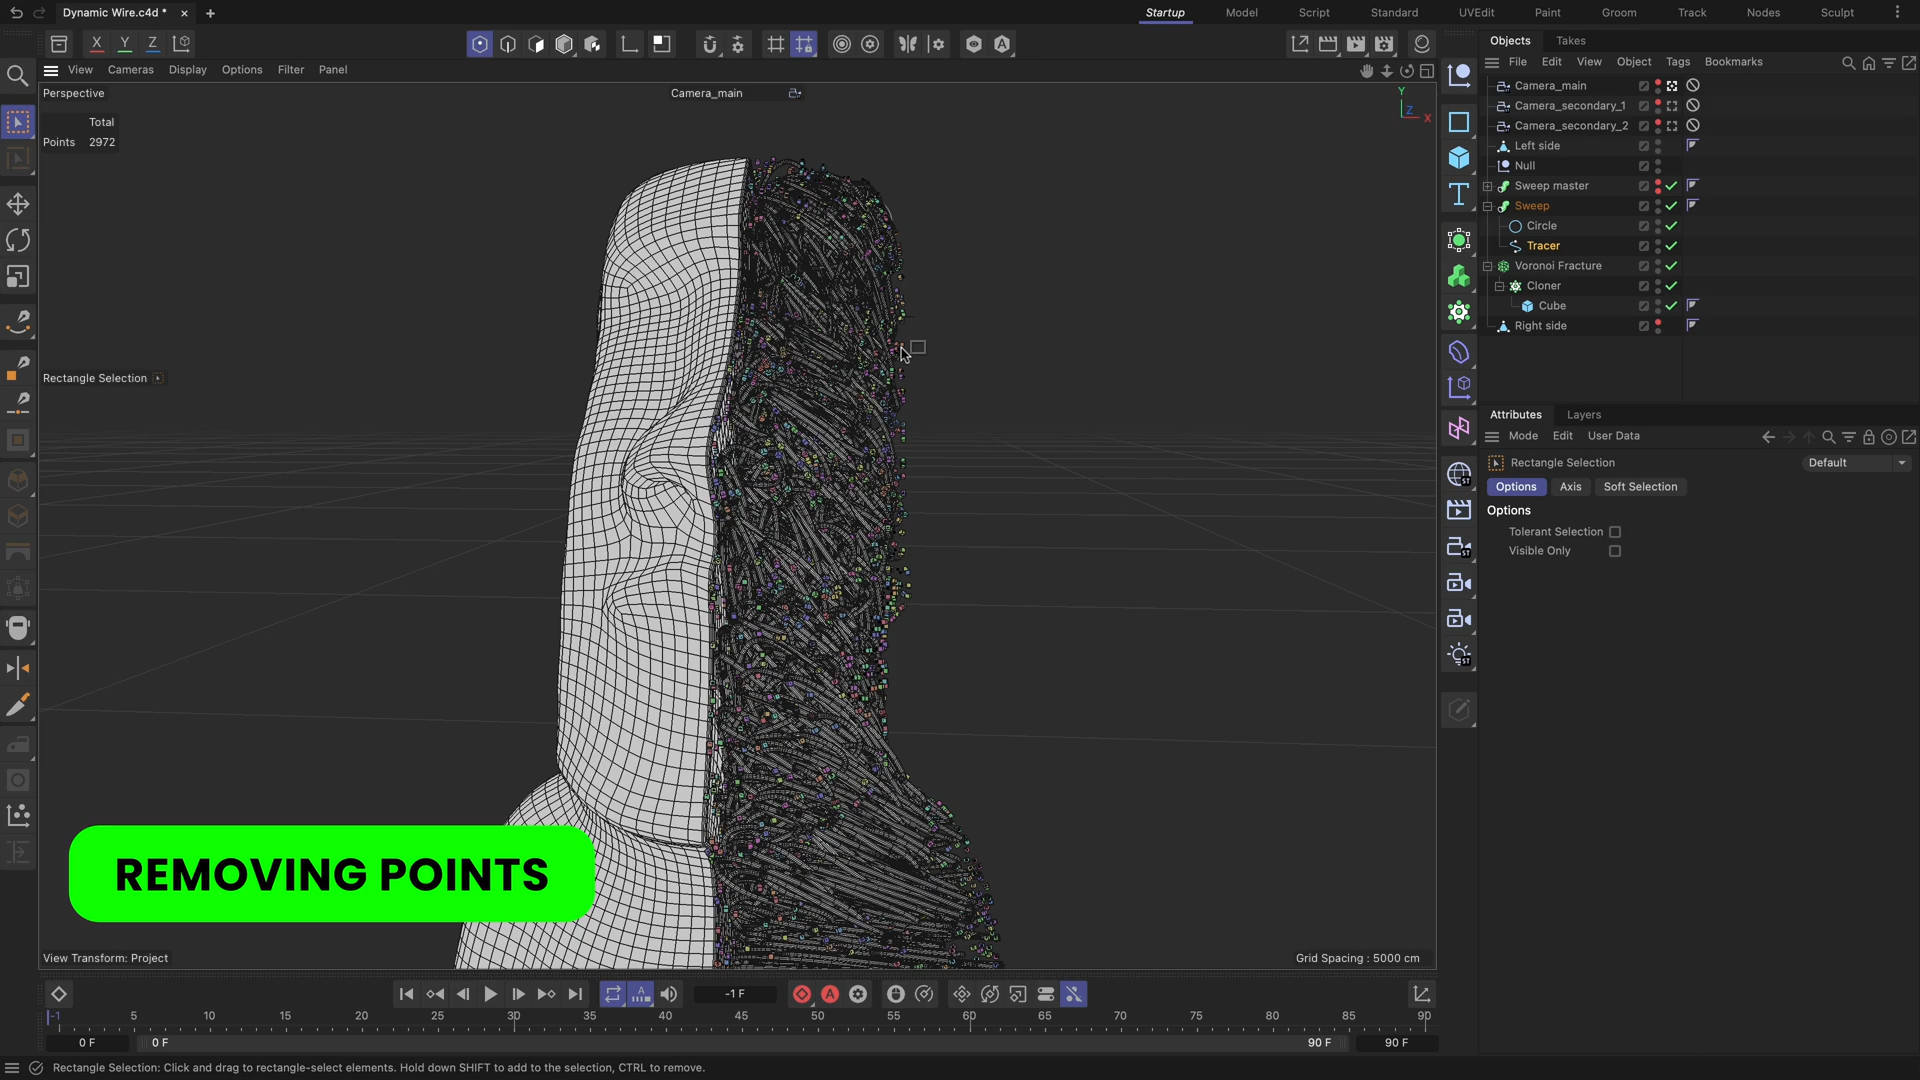 Dynamic Wire.c4d *
Startup
Model
Script
Standard
UVEdit
Paint
Groom
Track
Nodes
Sculpt
X
Y
Z
Objects
Takes
View
Cameras
Display
Options
Filter
Panel
File
Edit
View
Object
Tags
Bookmarks
Perspective
Camera_main
Y
Z
X
Total
Points 2972
Rectangle Selection
Camera_main
Camera_secondary_1
Camera_secondary_2
Left side
Null
Sweep master
Sweep
Circle
Tracer
Voronoi Fracture
Cloner
Cube
Right side
Attributes
Layers
Mode
Edit
User Data
Rectangle Selection
Default
Options
Axis
Soft Selection
Options
Tolerant Selection
Visible Only
REMOVING POINTS
View Transform: Project
Grid Spacing : 5000 cm
-1 F
-1 5 10 15 20 25 30 35 40 45 50 55 60 65 70 75 80 85 90
0 F
0 F
90 F
90 F
Rectangle Selection: Click and drag to rectangle-select elements. Hold down SHIFT to add to the selection, CTRL to remove.